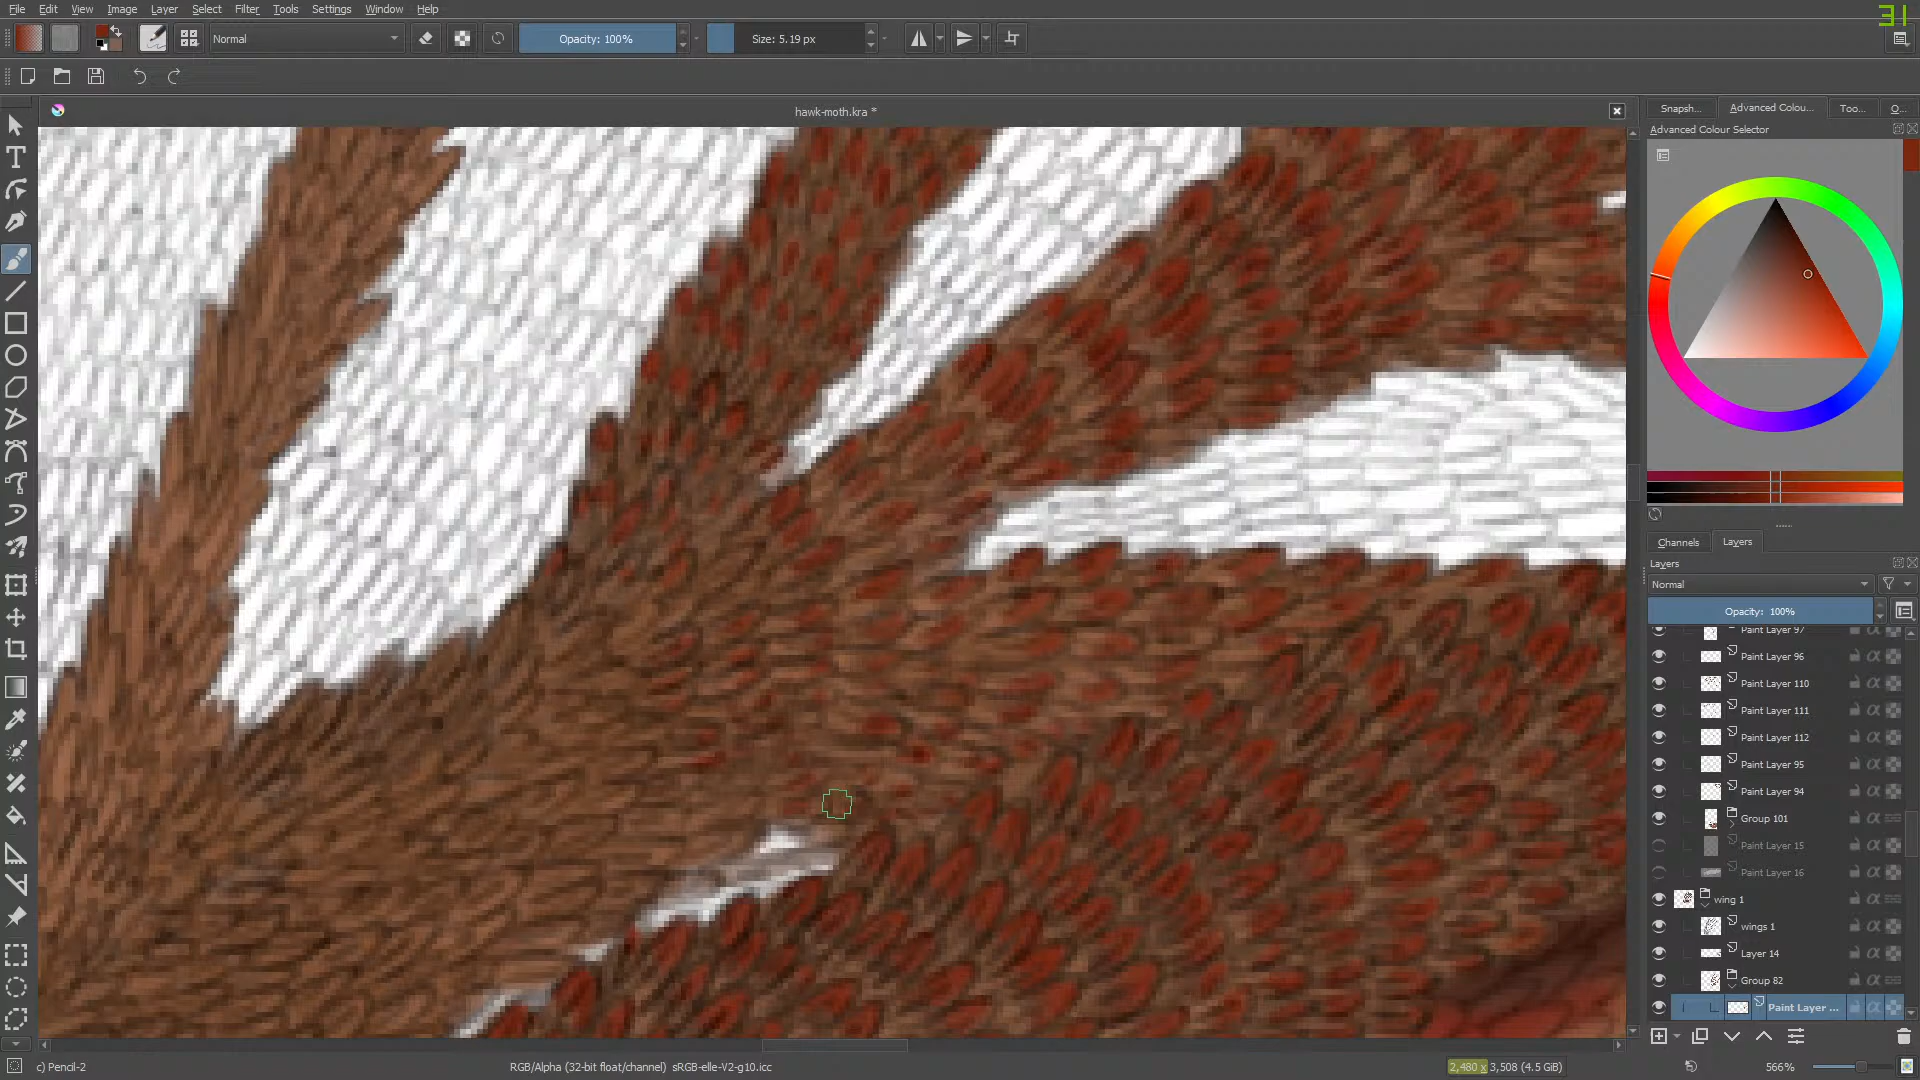 File Edit View Image Layer Select Filter Tools Settings Window Help
31
Normal
Opacity: 100%
Size: 5.19 px
hawk-moth.kra *
Snapsh...
Advanced Colou...
Too...
O...
Advanced Colour Selector
Channels
Layers
Layers
Normal
Opacity: 100%
Paint Layer 97
Paint Layer 96
Paint Layer 110
Paint Layer 111
Paint Layer 112
Paint Layer 95
Paint Layer 94
Group 101
Paint Layer 15
Paint Layer 16
wing 1
wings 1
Layer 14
Group 82
Paint Layer ...
c) Pencil-2
RGB/Alpha (32-bit float/channel) sRGB-elle-V2-g10.icc
2,480 x 3,508 (4.5 GiB)
566%